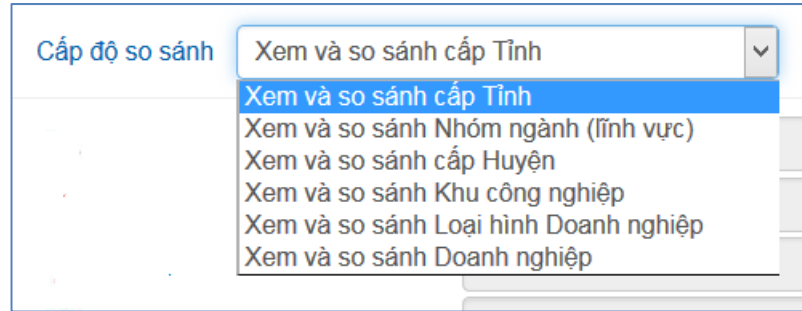 Cấp độ so sánh Xem và so sánh cấp Tỉnh
Xem và so sánh cấp Tỉnh
Xem và so sánh Nhóm ngành (lĩnh vực)
Xem và so sánh cấp Huyện
Xem và so sánh Khu công nghiệp
Xem và so sánh Loại hình Doanh nghiệp
Xem và so sánh Doanh nghiệp